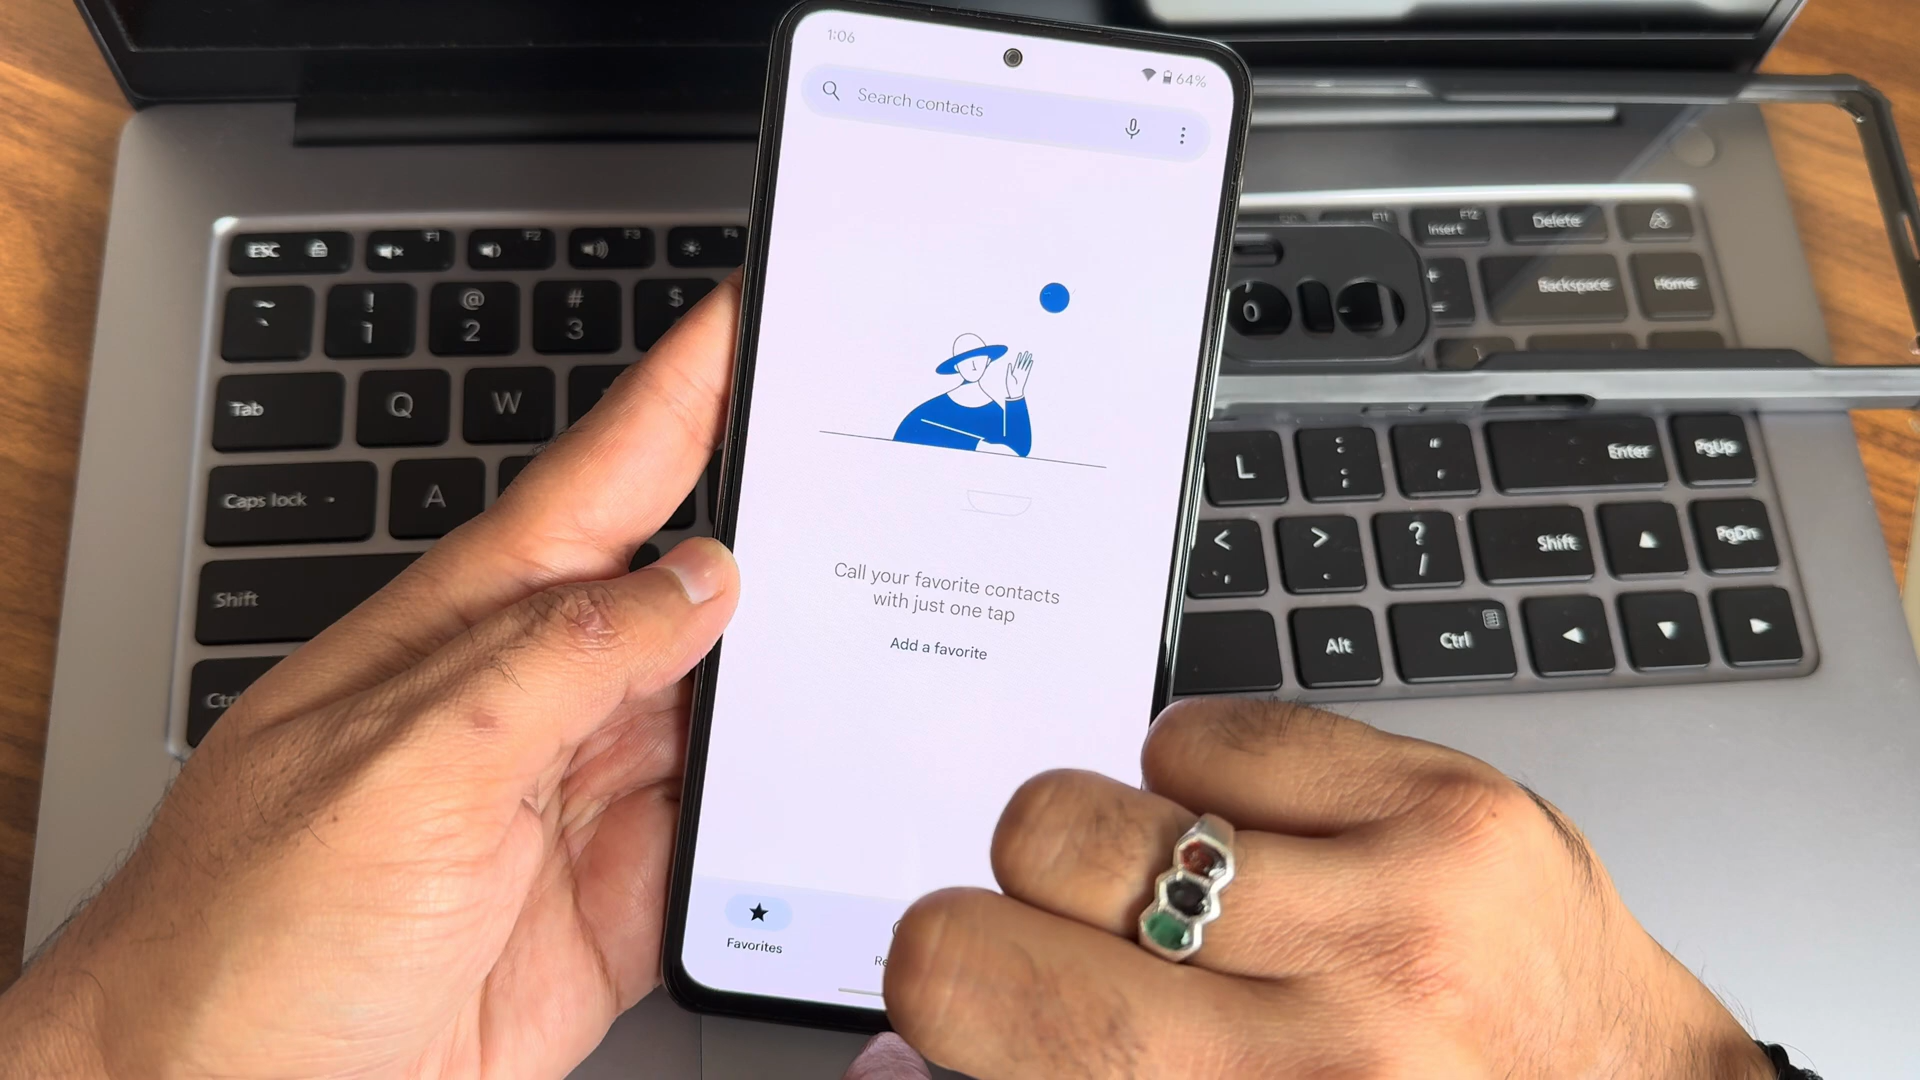 1:06
64%
Search contacts
Call your favorite contacts
with just one tap
Add a favorite
Favorites
ESC
F1
F2
F3
F4
F11
Insert F12
Delete
~ `
! 1
@ 2
# 3
$
+ =
Backspace
Home
Tab
Q
W
Caps lock
A
L
: ;
" '
Enter
PgUp
Shift
< ,
> .
? /
Shift
PgDn
Ctrl
Alt
Ctrl